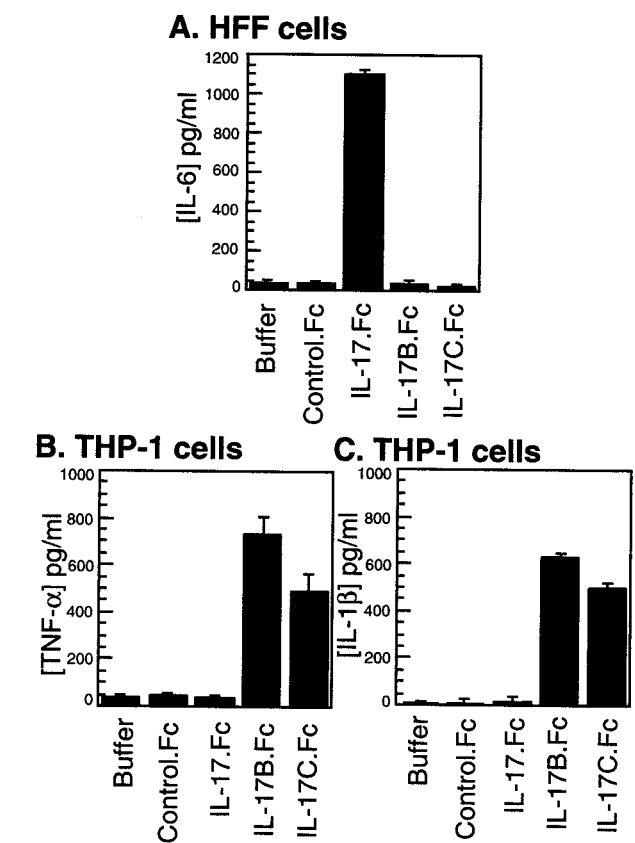 A. HFF cells
[IL-6] pg/ml
1200
1000
800
600
400
200
0
Buffer
Control.Fc
IL-17.Fc
IL-17B.Fc
IL-17C.Fc
B. THP-1 cells
[TNF-α] pg/ml
1000
800
600
400
200
0
Buffer
Control.Fc
IL-17.Fc
IL-17B.Fc
IL-17C.Fc
C. THP-1 cells
[IL-1β] pg/ml
1000
800
600
400
200
0
Buffer
Control.Fc
IL-17.Fc
IL-17B.Fc
IL-17C.Fc